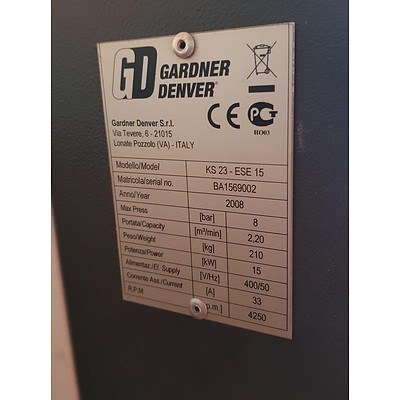 GD GARDNER
DENVER®
CE PG
Gardner Denver S.r.l.
Via Tevere, 6 - 21015
Lonate Pozzolo (VA) - ITALY
Modello/Model KS 23 - ESE 15
Matricola/serial no. BA1569002
Anno/Year 2008
Max Press [bar] 8
Portata/Capacity [m³/min] 2,20
Peso/Weight [kg] 210
Potenza/Power [kW] 15
Alimentaz./El. Supply [V/Hz] 400/50
Corrente Ass./Current [A] 33
R.P.M. .p.m.] 4250